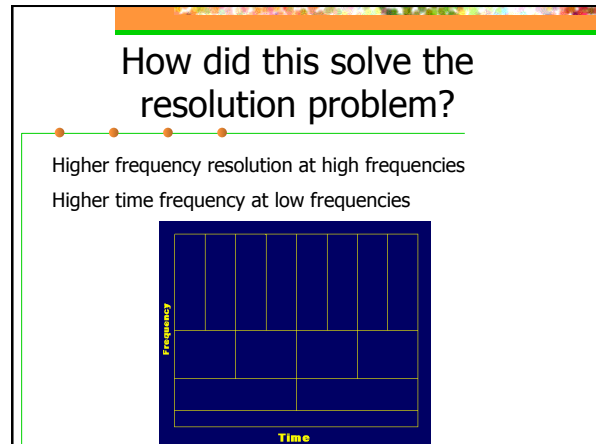 How did this solve the
resolution problem?
Higher frequency resolution at high frequencies
Higher time frequency at low frequencies
Frequency
Time